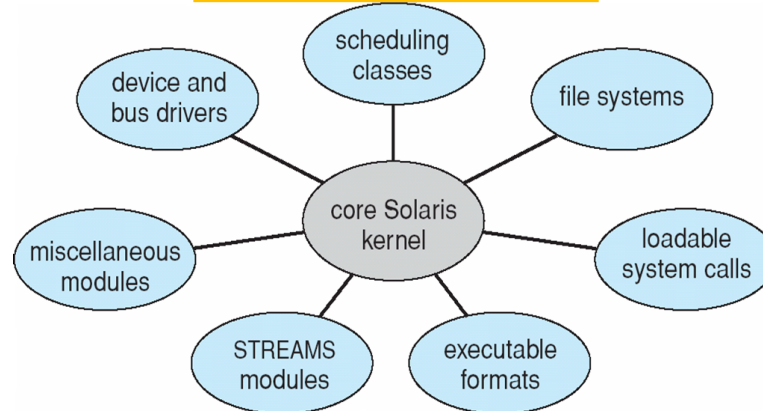 scheduling
classes
device and
bus drivers
file systems
core Solaris
kernel
miscellaneous
modules
loadable
system calls
STREAMS
modules
executable
formats